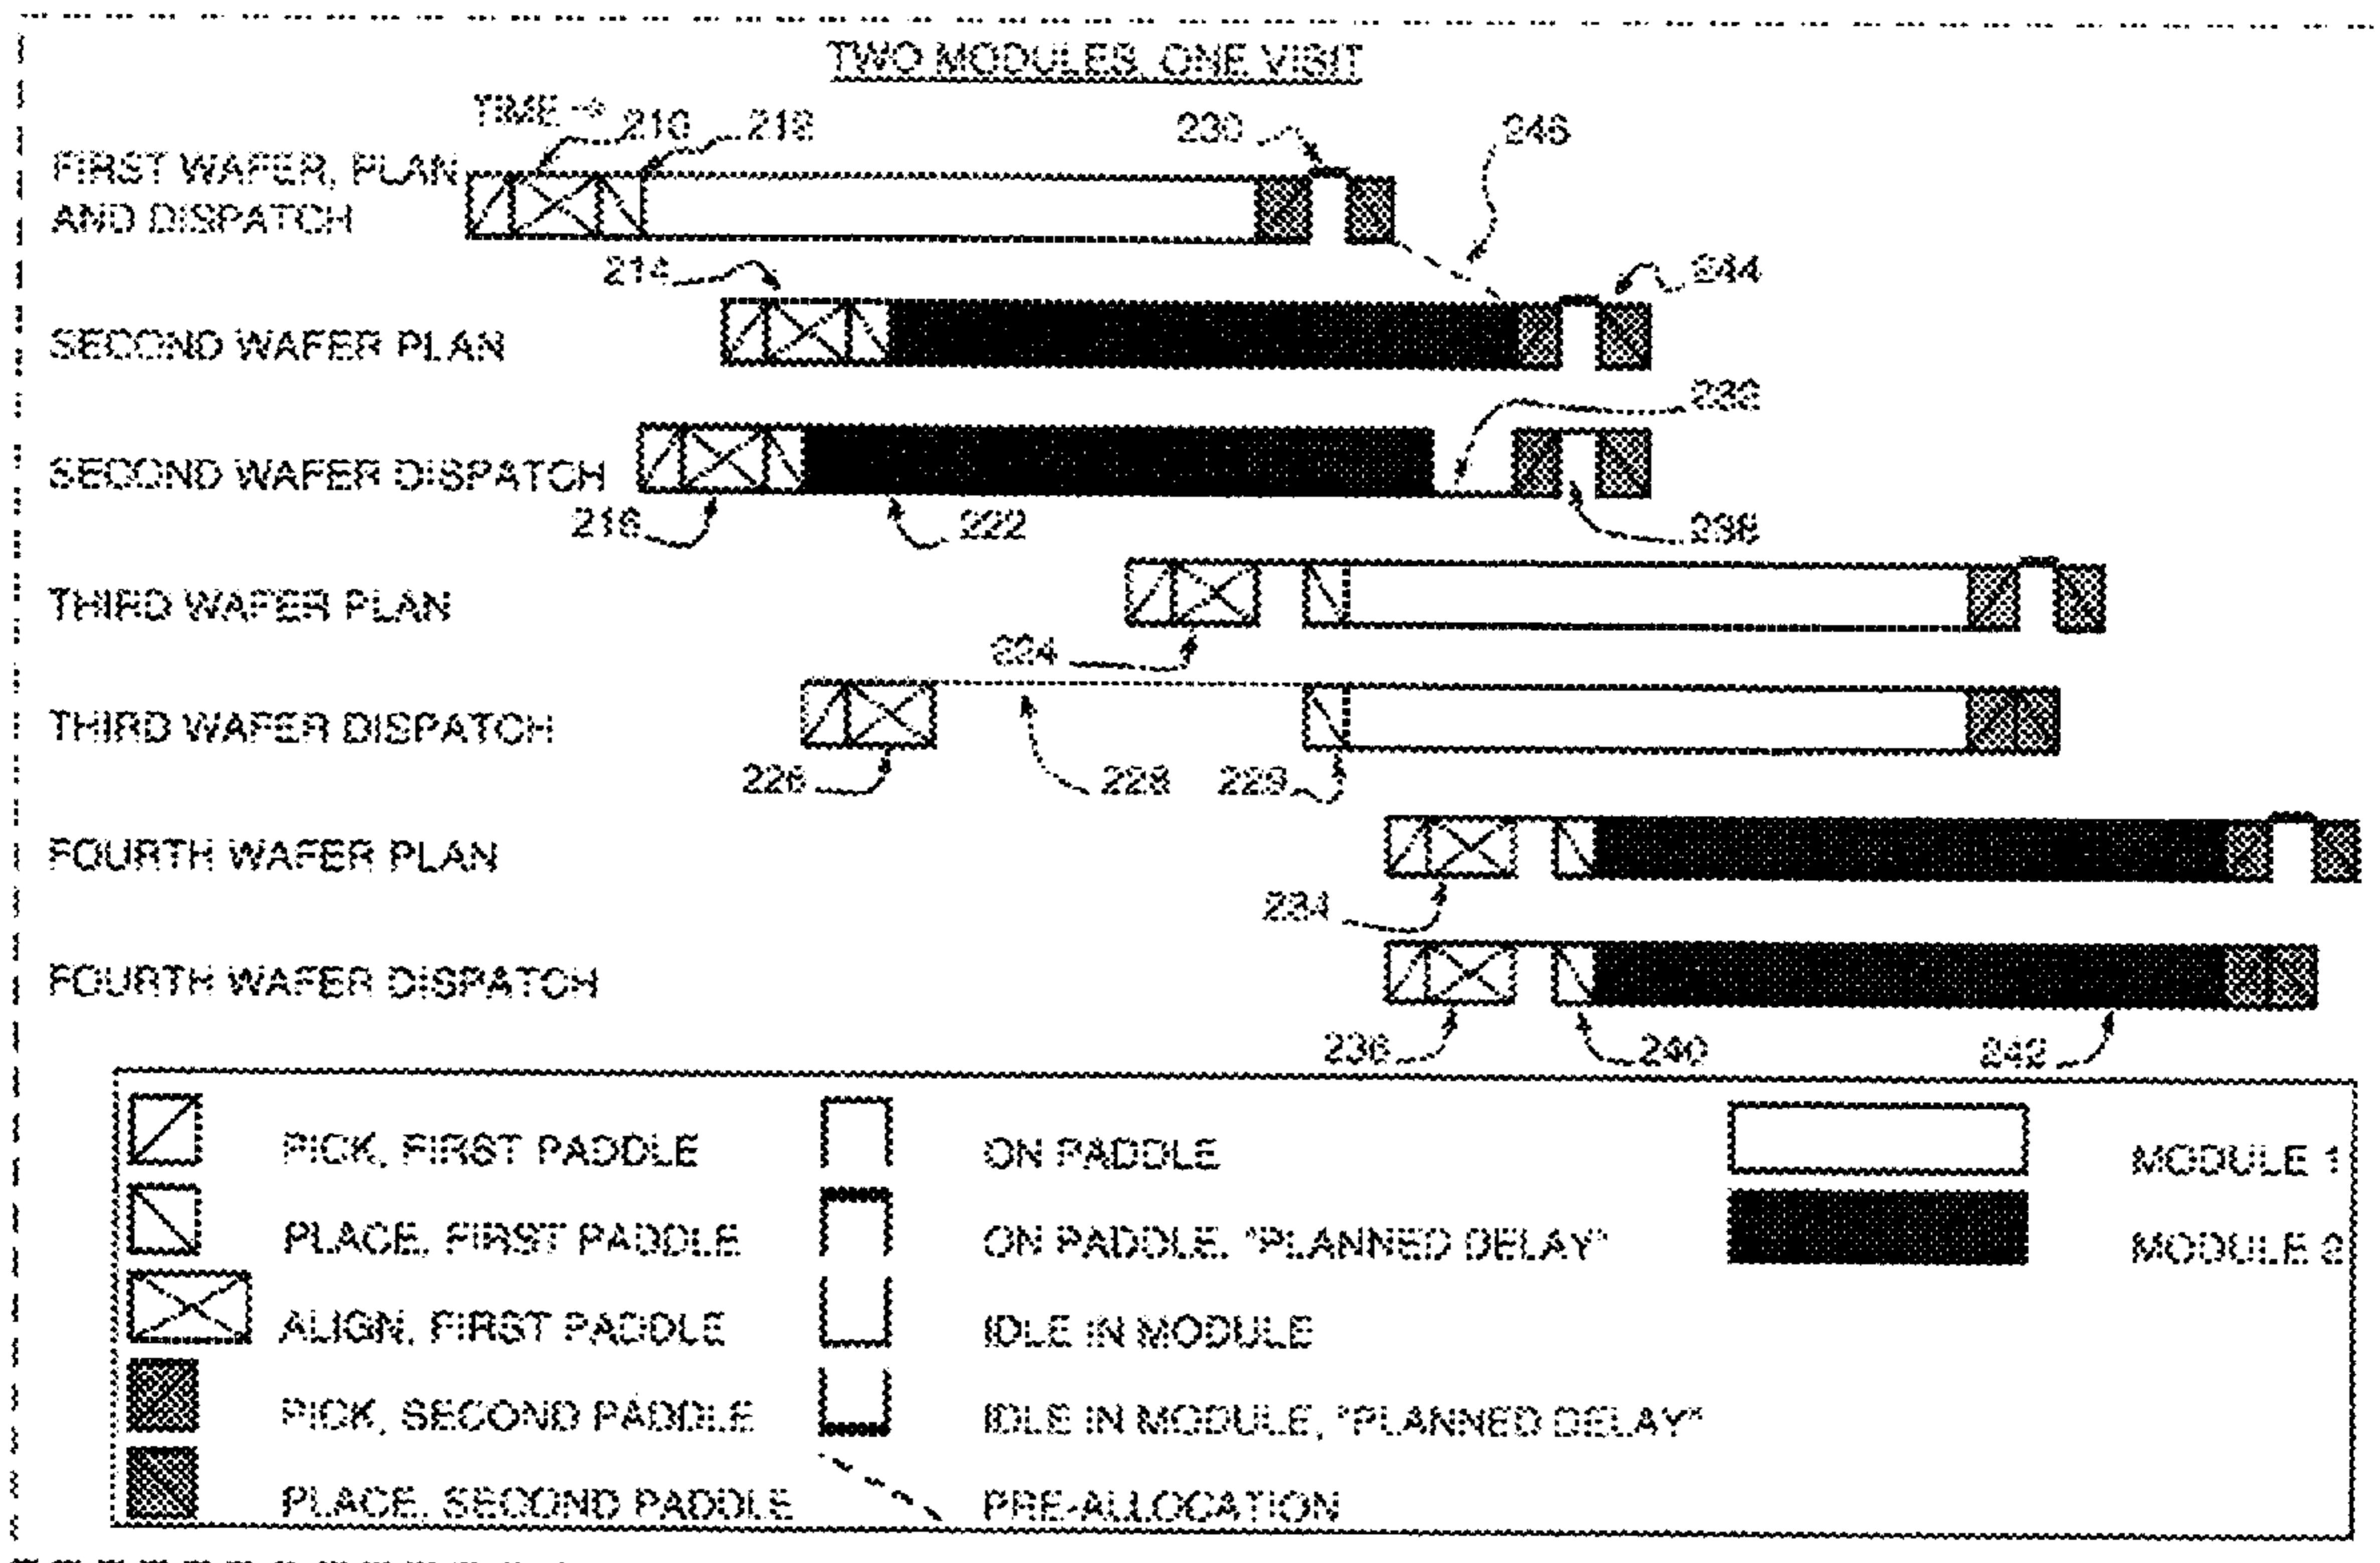 TWO MODULES, ONE VISIT
TIME →
210
212
230
246
FIRST WAFER, PLAN
AND DISPATCH
214
244
SECOND WAFER PLAN
232
SECOND WAFER DISPATCH
216
222
238
THIRD WAFER PLAN
224
THIRD WAFER DISPATCH
226
228
229
FOURTH WAFER PLAN
234
FOURTH WAFER DISPATCH
236
240
242
PICK, FIRST PADDLE
ON PADDLE
MODULE 1
PLACE, FIRST PADDLE
ON PADDLE, "PLANNED DELAY"
MODULE 2
ALIGN, FIRST PADDLE
IDLE IN MODULE
PICK, SECOND PADDLE
IDLE IN MODULE, "PLANNED DELAY"
PLACE, SECOND PADDLE
PRE-ALLOCATION